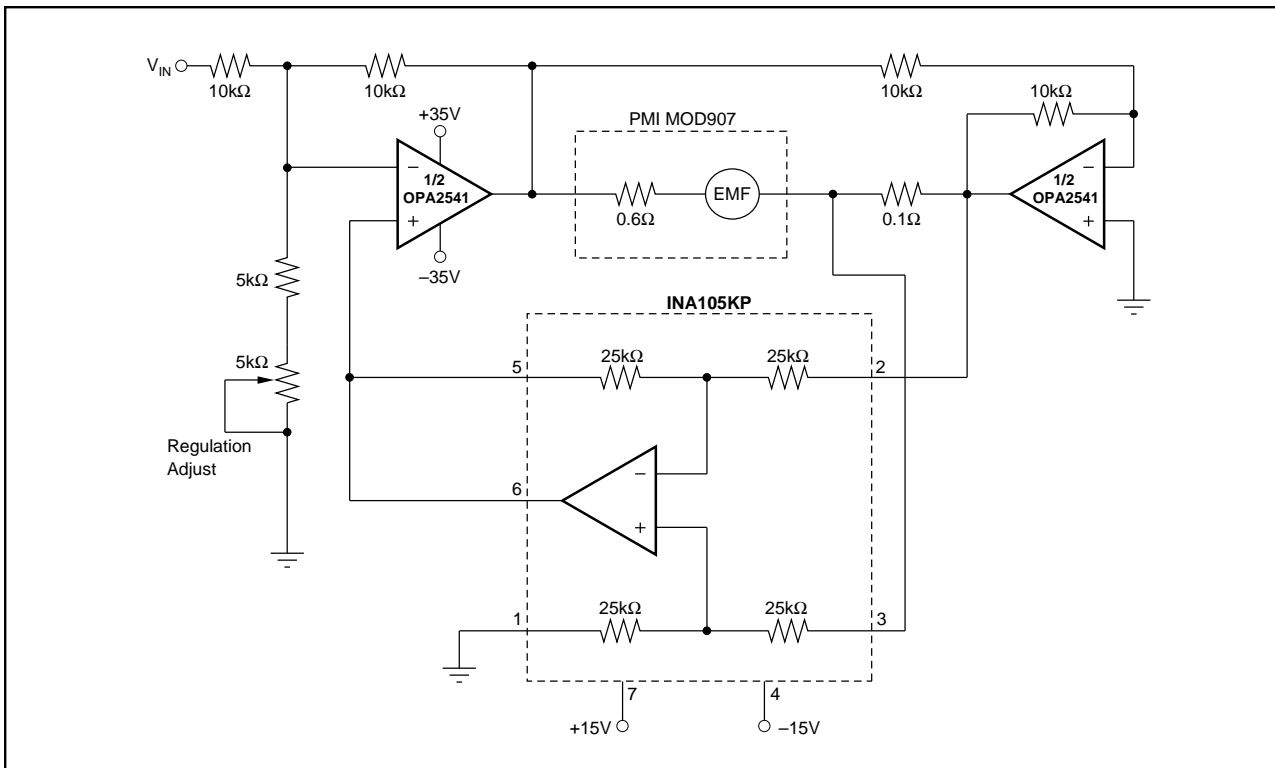 V_IN
10kΩ
10kΩ
10kΩ
10kΩ
+35V
PMI MOD907
1/2
OPA2541
−
+
−35V
0.6Ω
EMF
0.1Ω
1/2
OPA2541
−
+
5kΩ
5kΩ
Regulation
Adjust
INA105KP
5
25kΩ
25kΩ
2
6
−
+
1
25kΩ
25kΩ
3
7
4
+15V
−15V